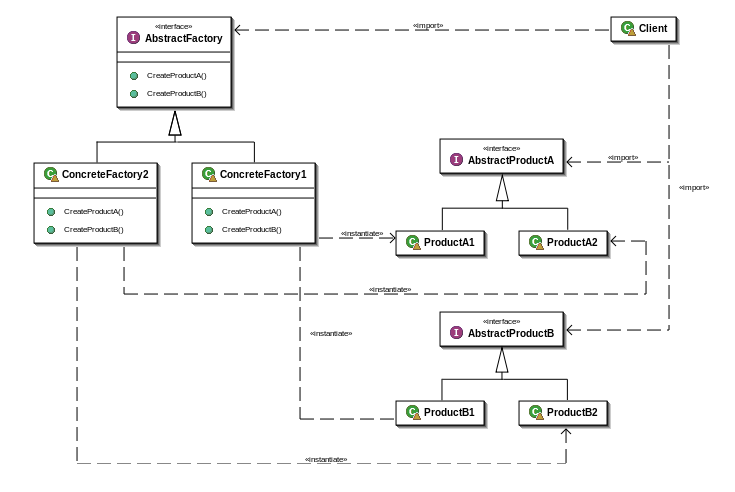 «interface»
AbstractFactory
CreateProductA()
CreateProductB()
«import»
Client
ConcreteFactory2
CreateProductA()
CreateProductB()
ConcreteFactory1
CreateProductA()
CreateProductB()
«interface»
AbstractProductA
«import»
«import»
«instantiate»
ProductA1
ProductA2
«instantiate»
«interface»
AbstractProductB
«instantiate»
ProductB1
ProductB2
«instantiate»